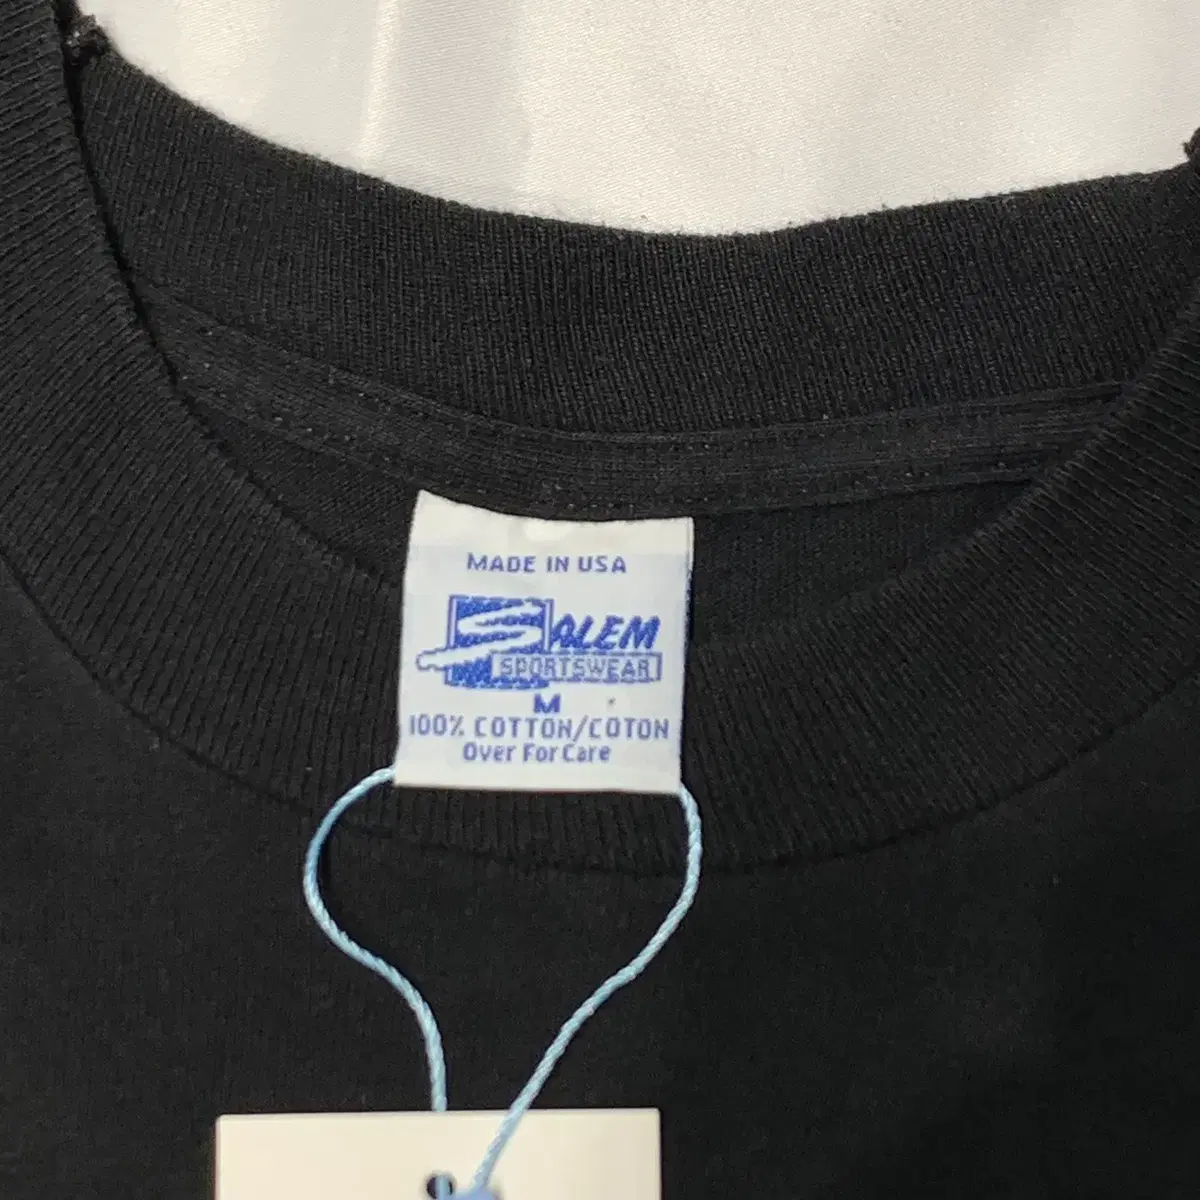 MADE IN USA
SALEM
SPORTSWEAR
M
100% COTTON/COTON
Over For Care